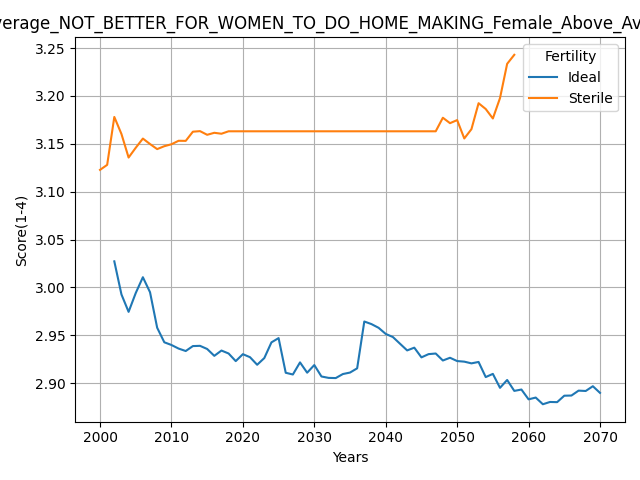 verage_NOT_BETTER_FOR_WOMEN_TO_DO_HOME_MAKING_Female_Above_Av
Fertility
Ideal
Sterile
Score(1-4)
3.25
3.20
3.15
3.10
3.05
3.00
2.95
2.90
2000 2010 2020 2030 2040 2050 2060 2070
Years